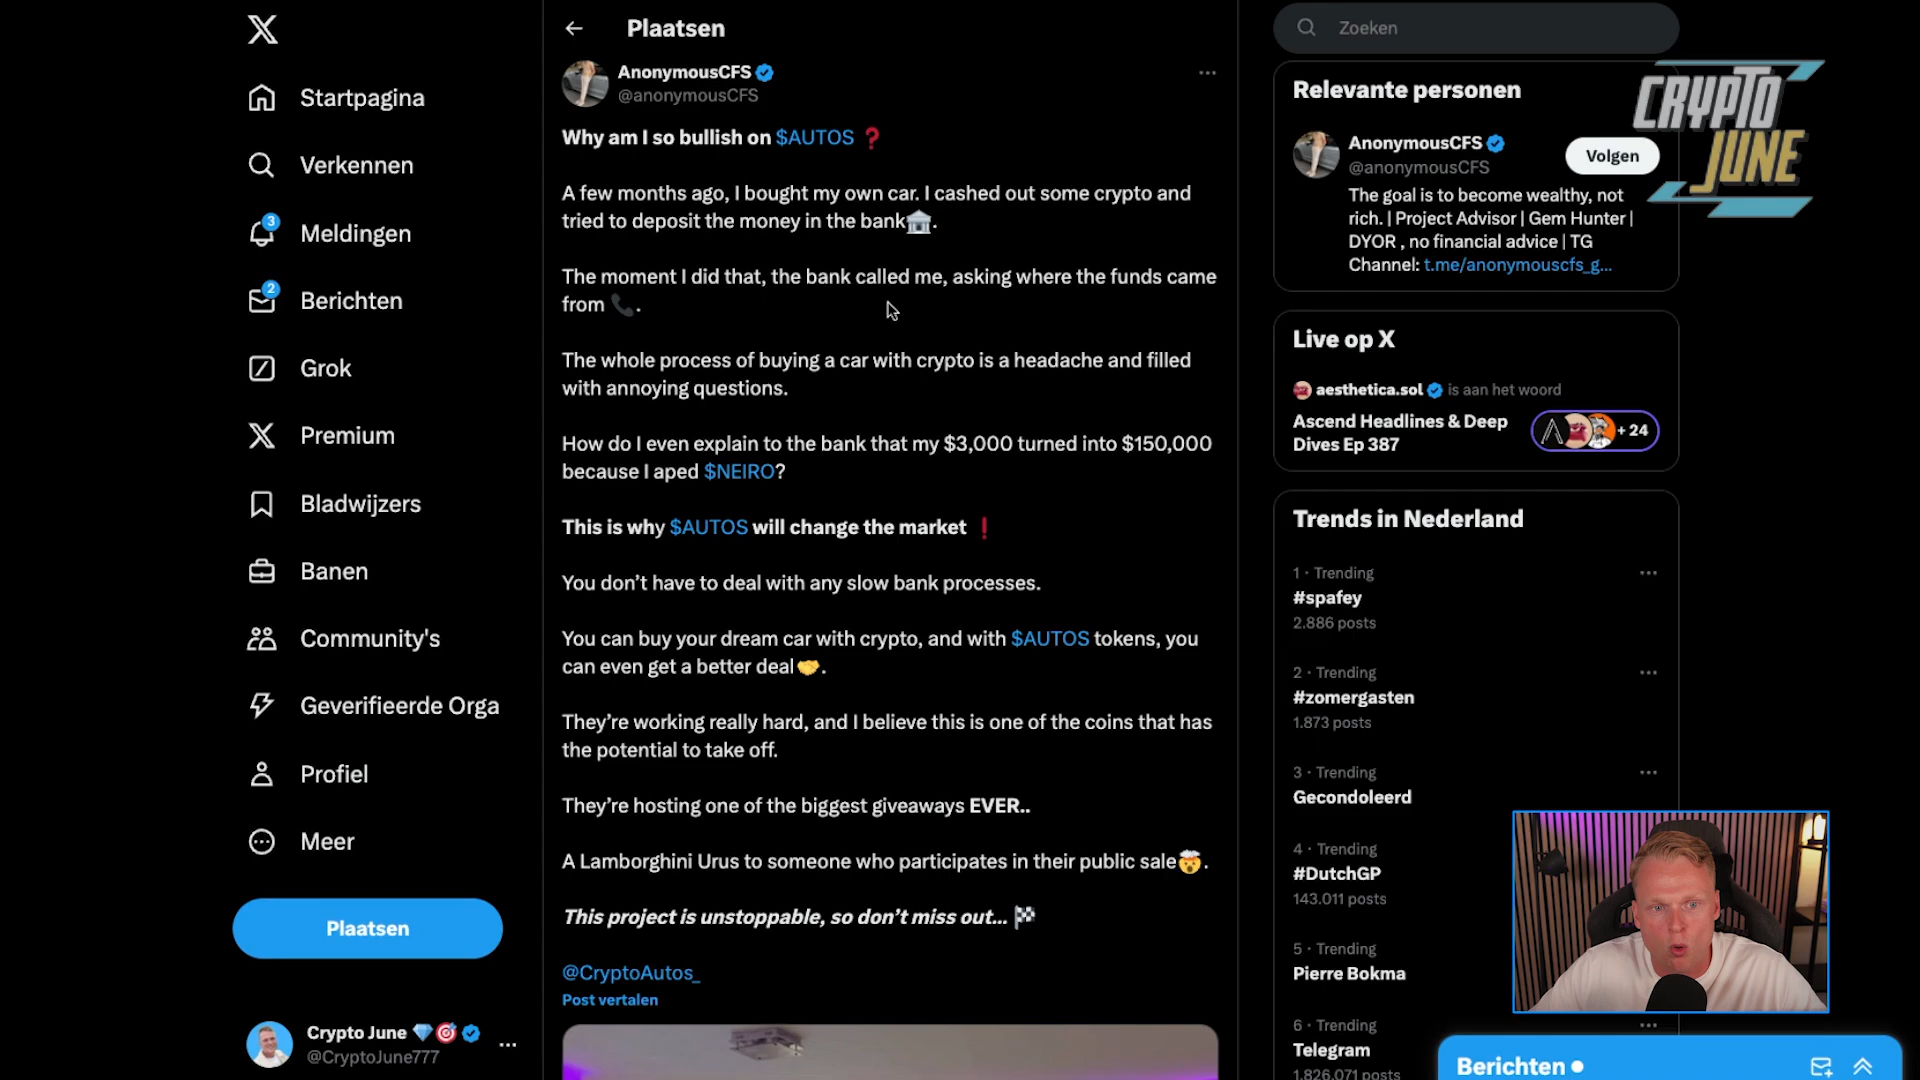 Startpagina
Verkennen
3
Meldingen
2
Berichten
Grok
Premium
Bladwijzers
Banen
Community's
Geverifieerde Orga
Profiel
Meer
Plaatsen
Crypto June
@CryptoJune777
Plaatsen
AnonymousCFS
@anonymousCFS
Why am I so bullish on $AUTOS ❓
A few months ago, I bought my own car. I cashed out some crypto and
tried to deposit the money in the bank🏛️.
The moment I did that, the bank called me, asking where the funds came
from 📞.
The whole process of buying a car with crypto is a headache and filled
with annoying questions.
How do I even explain to the bank that my $3,000 turned into $150,000
because I aped $NEIRO?
This is why $AUTOS will change the market ❗
You don't have to deal with any slow bank processes.
You can buy your dream car with crypto, and with $AUTOS tokens, you
can even get a better deal🤝.
They're working really hard, and I believe this is one of the coins that has
the potential to take off.
They're hosting one of the biggest giveaways EVER..
A Lamborghini Urus to someone who participates in their public sale🤯.
This project is unstoppable, so don't miss out... 🏁
@CryptoAutos_
Post vertalen
Zoeken
CRYPTO
JUNE
Relevante personen
AnonymousCFS
@anonymousCFS
Volgen
The goal is to become wealthy, not
rich. | Project Advisor | Gem Hunter |
DYOR , no financial advice | TG
Channel: t.me/anonymouscfs_g...
Live op X
aesthetica.sol is aan het woord
Ascend Headlines & Deep
Dives Ep 387
+ 24
Trends in Nederland
1 · Trending
#spafey
2.886 posts
2 · Trending
#zomergasten
1.873 posts
3 · Trending
Gecondoleerd
4 · Trending
#DutchGP
143.011 posts
5 · Trending
Pierre Bokma
6 · Trending
Telegram
1.826.071 posts
Berichten